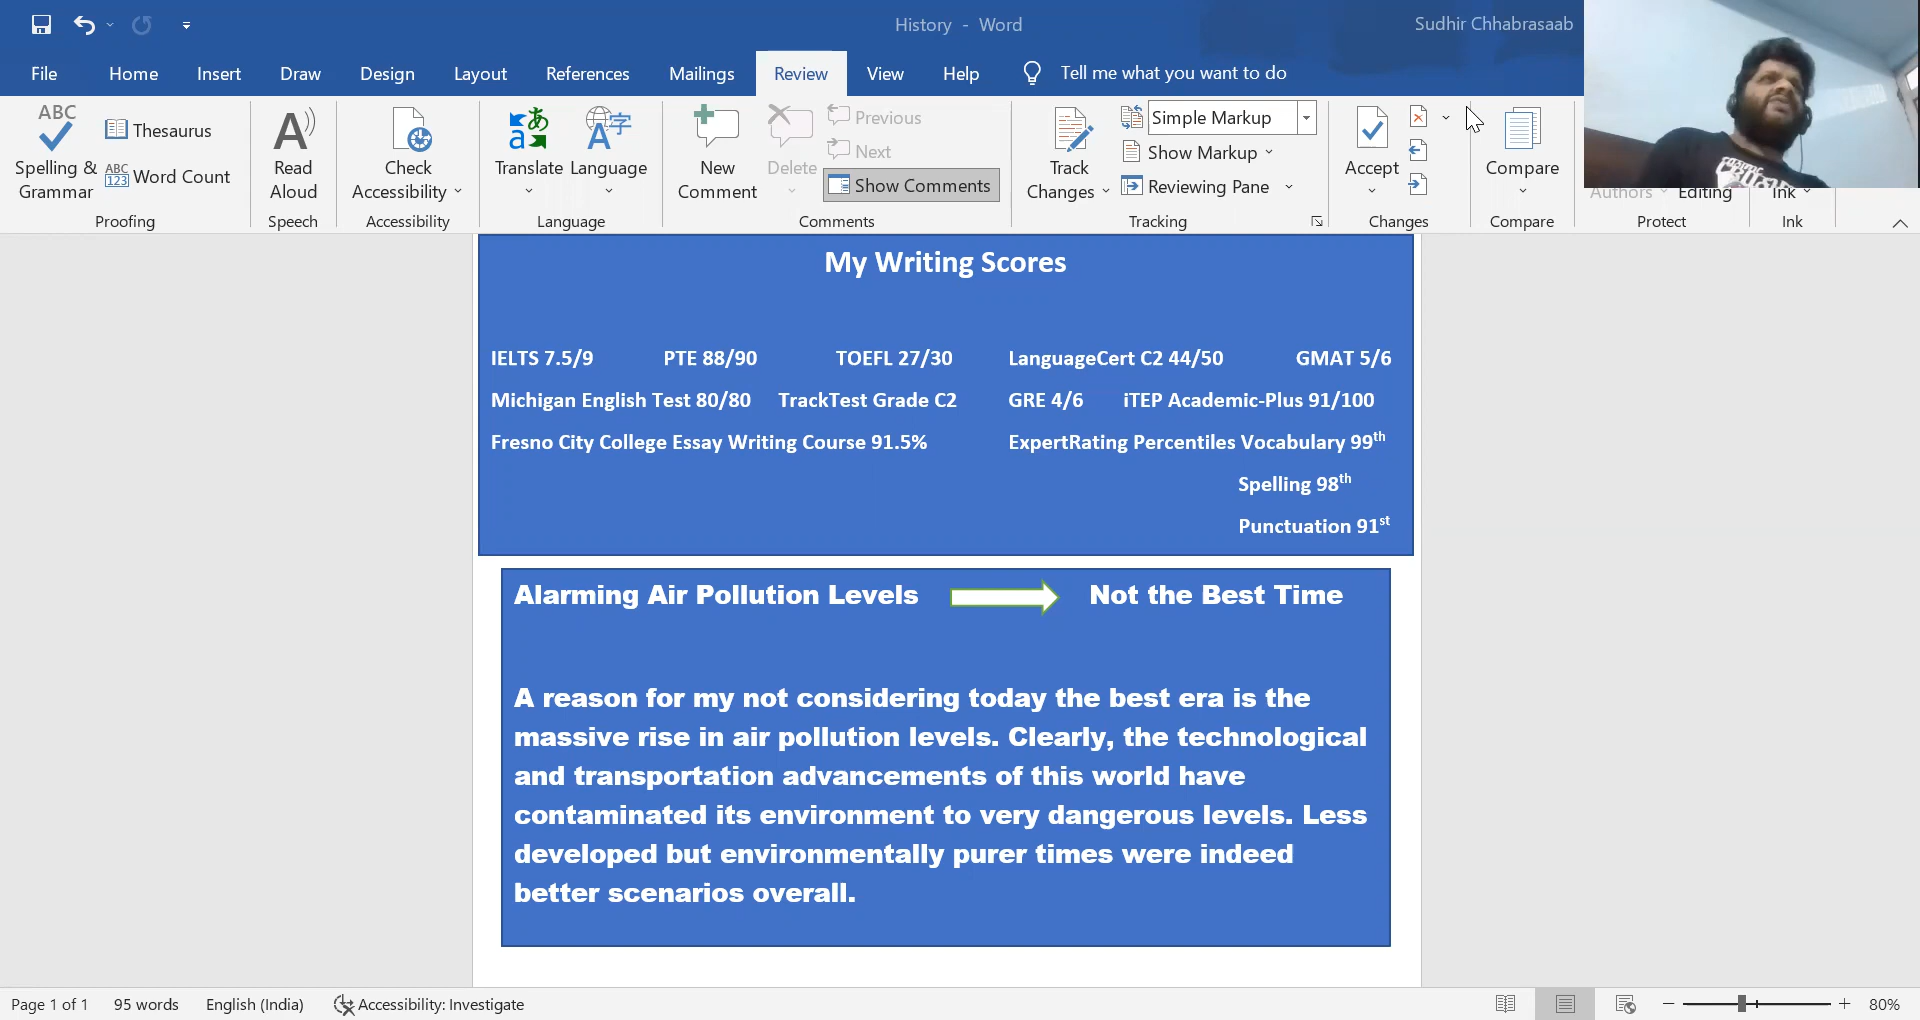 History - Word
Sudhir Chhabrasaab
File Home Insert Draw Design Layout References Mailings Review View Help Tell me what you want to do
ABC
Spelling &
Grammar
Thesaurus
ABC
123 Word Count
Proofing
A
Read
Aloud
Speech
Check
Accessibility
Accessibility
aあ
Translate
A字
Language
Language
New
Comment
Delete
Previous
Next
Show Comments
Comments
Track
Changes
Simple Markup
Show Markup
Reviewing Pane
Tracking
Accept
Changes
Compare
Compare
Authors
Editing
Protect
Ink
Ink
My Writing Scores
IELTS 7.5/9 PTE 88/90 TOEFL 27/30 LanguageCert C2 44/50 GMAT 5/6
Michigan English Test 80/80 TrackTest Grade C2 GRE 4/6 iTEP Academic-Plus 91/100
Fresno City College Essay Writing Course 91.5% ExpertRating Percentiles Vocabulary 99th
Spelling 98th
Punctuation 91st
Alarming Air Pollution Levels Not the Best Time
A reason for my not considering today the best era is the
massive rise in air pollution levels. Clearly, the technological
and transportation advancements of this world have
contaminated its environment to very dangerous levels. Less
developed but environmentally purer times were indeed
better scenarios overall.
Page 1 of 1 95 words English (India) Accessibility: Investigate 80%